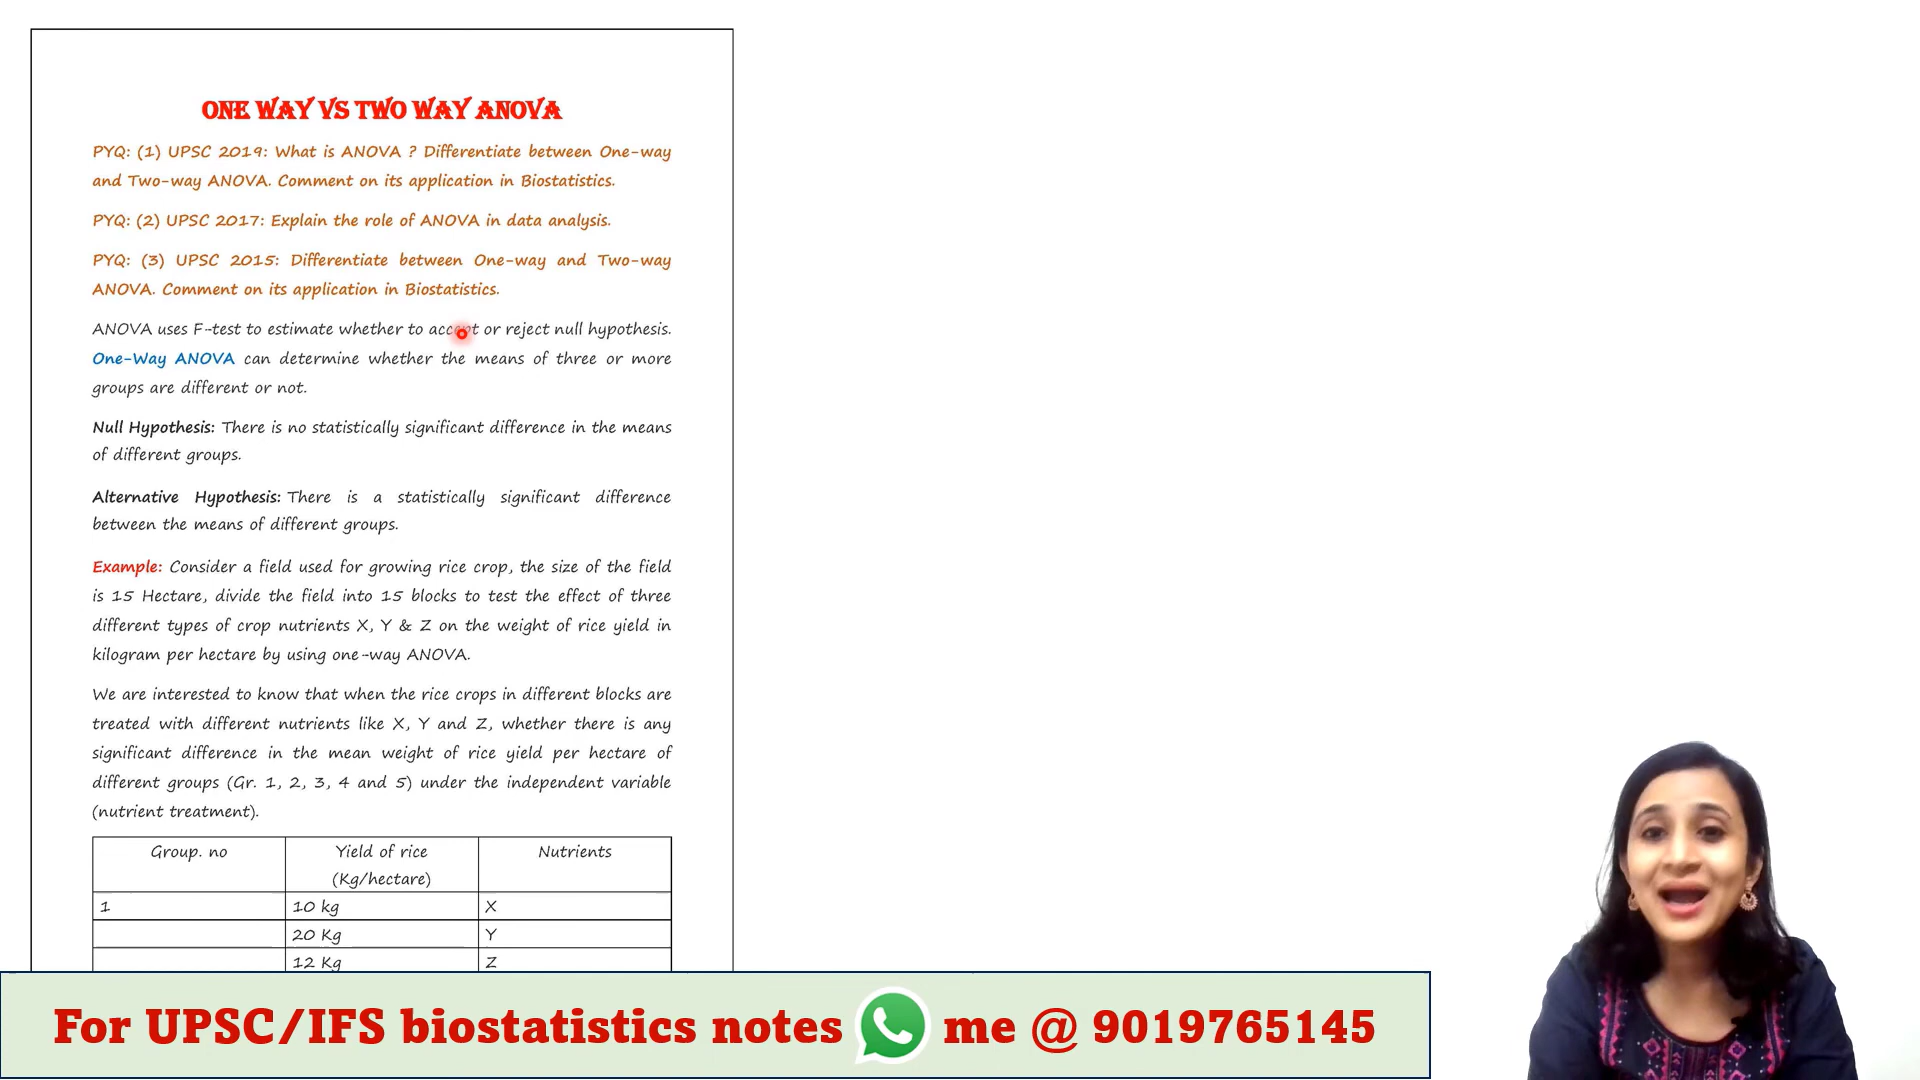 ONE WAY VS TWO WAY ANOVA
PYQ: (1) UPSC 2019: What is ANOVA ? Differentiate between One-way
and Two-way ANOVA. Comment on its application in Biostatistics.
PYQ: (2) UPSC 2017: Explain the role of ANOVA in data analysis.
PYQ: (3) UPSC 2015: Differentiate between One-way and Two-way
ANOVA. Comment on its application in Biostatistics.
ANOVA uses F-test to estimate whether to accept or reject null hypothesis.
One-Way ANOVA can determine whether the means of three or more
groups are different or not.
Null Hypothesis: There is no statistically significant difference in the means
of different groups.
Alternative Hypothesis: There is a statistically significant difference
between the means of different groups.
Example: Consider a field used for growing rice crop, the size of the field
is 15 Hectare, divide the field into 15 blocks to test the effect of three
different types of crop nutrients X, Y & Z on the weight of rice yield in
kilogram per hectare by using one-way ANOVA.
We are interested to know that when the rice crops in different blocks are
treated with different nutrients like X, Y and Z, whether there is any
significant difference in the mean weight of rice yield per hectare of
different groups (Gr. 1, 2, 3, 4 and 5) under the independent variable
(nutrient treatment).
Group. no Yield of rice Nutrients
(Kg/hectare)
1 10 kg X
20 Kg Y
12 Kg Z
For UPSC/IFS biostatistics notes me @ 9019765145